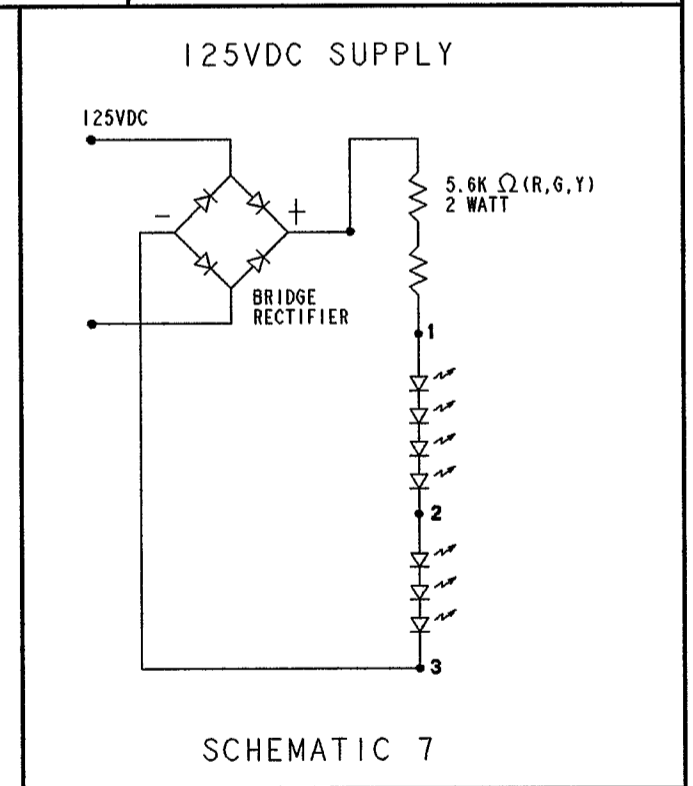 125VDC SUPPLY
125VDC
5.6K Ω (R,G,Y)
2 WATT
- +
BRIDGE
RECTIFIER
1
2
3
SCHEMATIC 7